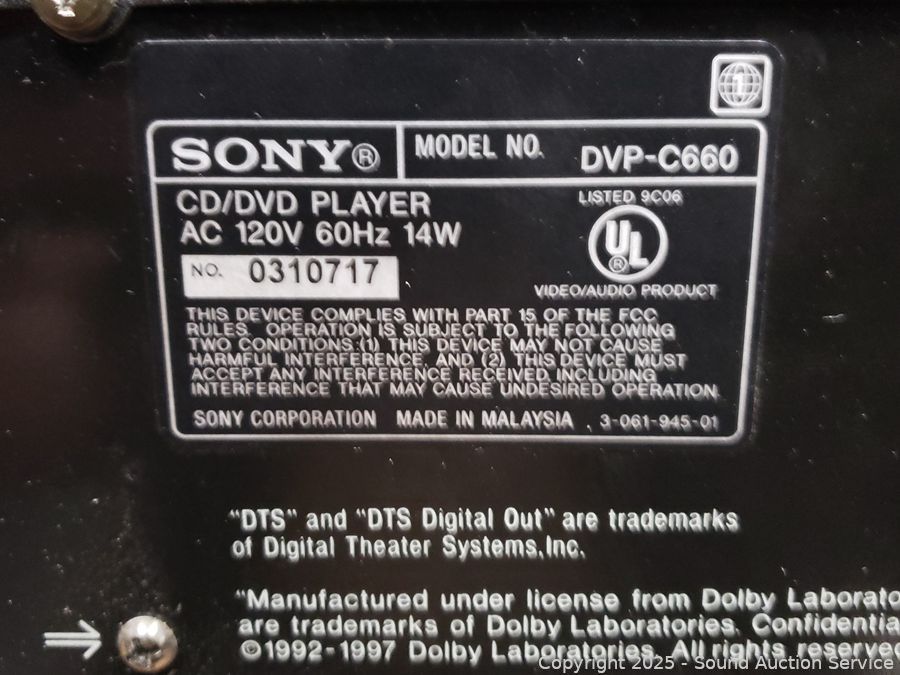 1
SONY® MODEL NO. DVP-C660
CD/DVD PLAYER
LISTED 9C06
AC 120V 60Hz 14W
UL®
NO. 0310717
VIDEO/AUDIO PRODUCT
THIS DEVICE COMPLIES WITH PART 15 OF THE FCC
RULES. OPERATION IS SUBJECT TO THE FOLLOWING
TWO CONDITIONS:(1) THIS DEVICE MAY NOT CAUSE
HARMFUL INTERFERENCE, AND (2) THIS DEVICE MUST
ACCEPT ANY INTERFERENCE RECEIVED, INCLUDING
INTERFERENCE THAT MAY CAUSE UNDESIRED OPERATION.
SONY CORPORATION MADE IN MALAYSIA 3-061-945-01
"DTS" and "DTS Digital Out" are trademarks
of Digital Theater Systems,Inc.
"Manufactured under license from Dolby Laborato
are trademarks of Dolby Laboratories. Confidentia
©1992-1997 Dolby Laboratories. All rights reserve
Copyright 2025 - Sound Auction Service